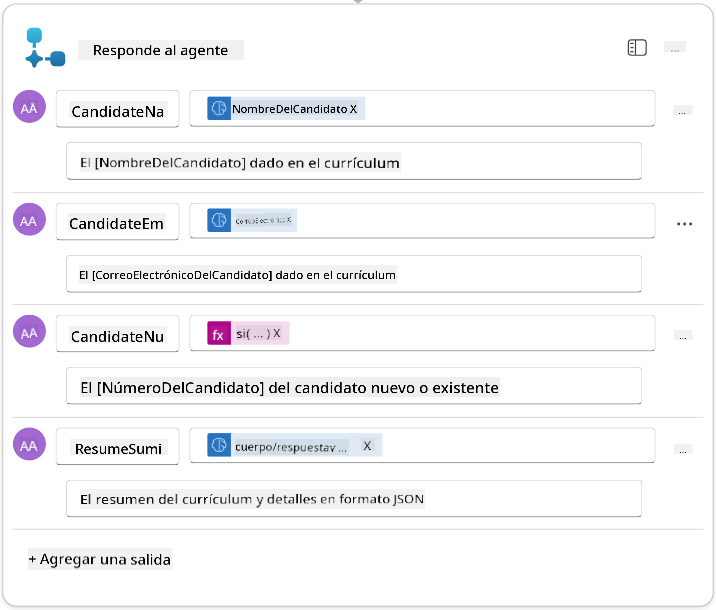 Responde al agente
...
AA CandidateNa NombreDelCandidato X ...
El [NombreDelCandidato] dado en el currículum
AA CandidateEm X ...
El [CorreoElectrónicoDelCandidato] dado en el currículum
AA CandidateNu fx si( ... ) X ...
El [NúmeroDelCandidato] del candidato nuevo o existente
AA ResumeSumi cuerpo/respuestav ... X ...
El resumen del currículum y detalles en formato JSON
+ Agregar una salida